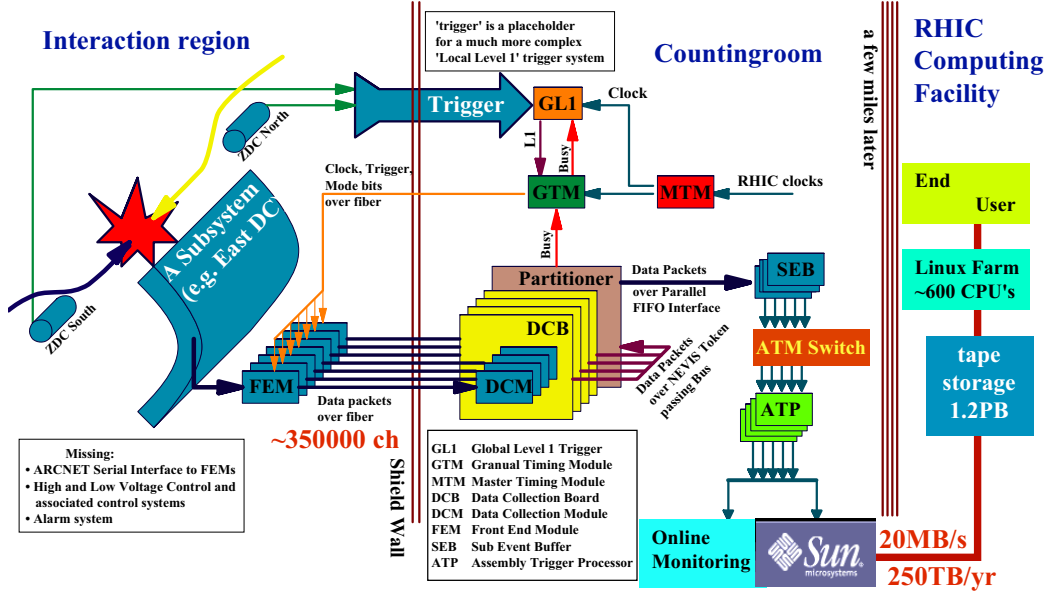 Interaction region
'trigger' is a placeholder
for a much more complex
'Local Level 1' trigger system
Countingroom
a few miles later
RHIC
Computing
Facility
Trigger
GL1
Clock
ZDC North
L1
Busy
Clock, Trigger,
Mode bits
over fiber
GTM
MTM
RHIC clocks
End
User
A Subsystem
(e.g. East DC)
Busy
Partitioner
Data Packets
over Parallel
FIFO Interface
SEB
Linux Farm
~600 CPU's
ZDC South
DCB
ATM Switch
Data Packets
over NEVIS Token
passing Bus
tape
storage
1.2PB
FEM
DCM
Data packets
over fiber
ATP
~350000 ch
Missing:
• ARCNET Serial Interface to FEMs
• High and Low Voltage Control and
associated control systems
• Alarm system
Shield Wall
GL1 Global Level 1 Trigger
GTM Granual Timing Module
MTM Master Timing Module
DCB Data Collection Board
DCM Data Collection Module
FEM Front End Module
SEB Sub Event Buffer
ATP Assembly Trigger Processor
Online
Monitoring
Sun
microsystems
20MB/s
250TB/yr